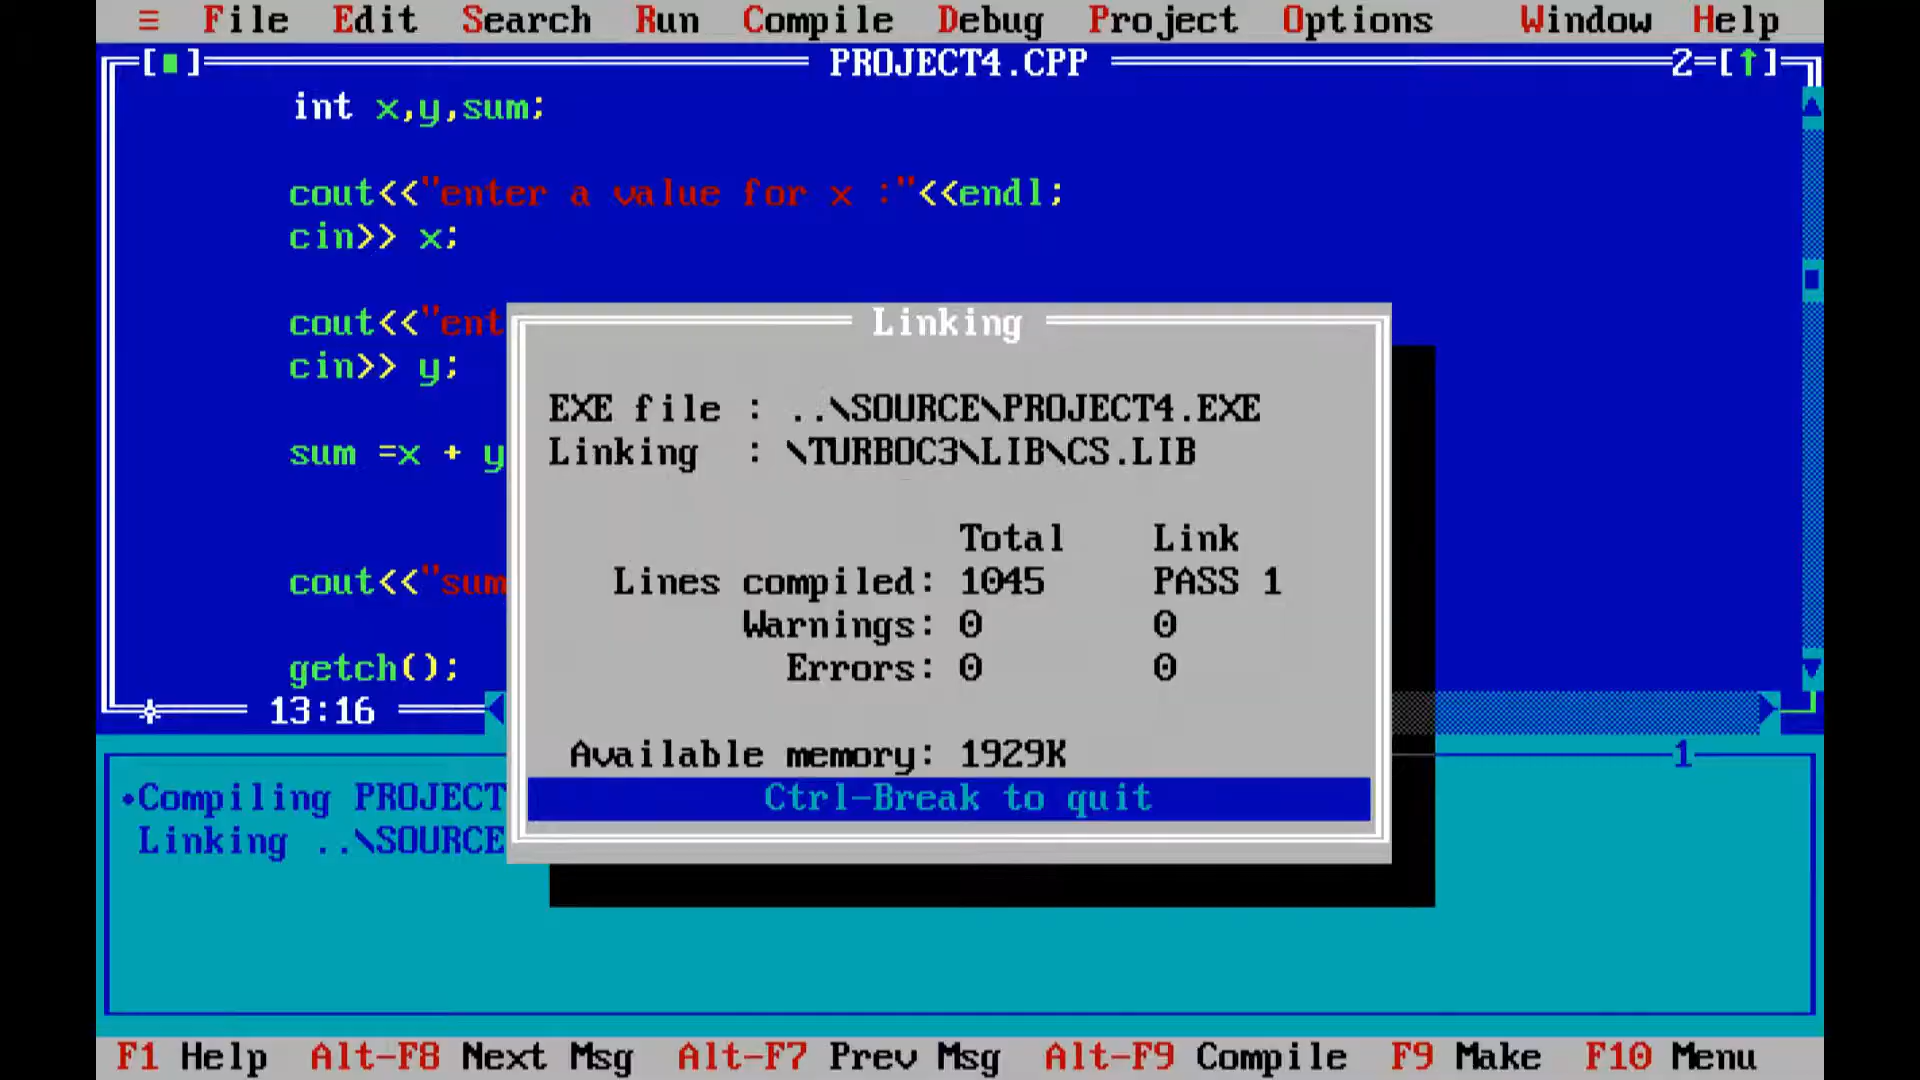 ≡ File Edit Search Run Compile Debug Project Options Window Help
[■] PROJECT4.CPP 2=[↑]
int x,y,sum;
cout<<"enter a value for x :"<<endl;
cin>> x;
cout<<"ent
cin>> y;
sum =x + y
cout<<"sum
getch();
13:16
Linking
EXE file : ..\SOURCE\PROJECT4.EXE
Linking : \TURBOC3\LIB\CS.LIB
Total Link
Lines compiled: 1045 PASS 1
Warnings: 0 0
Errors: 0 0
Available memory: 1929K
Ctrl-Break to quit
1
•Compiling PROJECT
Linking ..\SOURCE
F1 Help Alt-F8 Next Msg Alt-F7 Prev Msg Alt-F9 Compile F9 Make F10 Menu